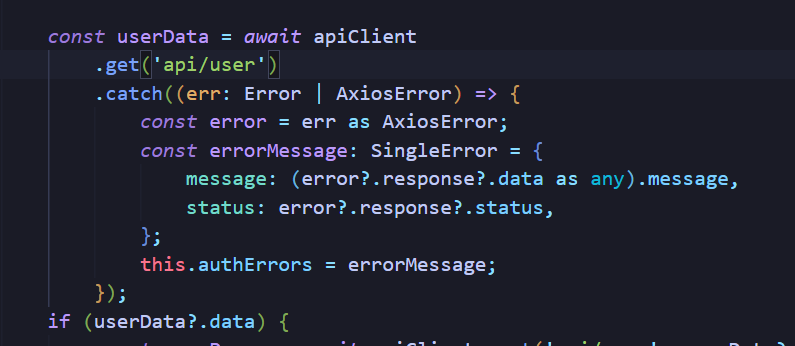 const userData = await apiClient
.get('api/user')
.catch((err: Error | AxiosError) => {
const error = err as AxiosError;
const errorMessage: SingleError = {
message: (error?.response?.data as any).message,
status: error?.response?.status,
};
this.authErrors = errorMessage;
});
if (userData?.data) {